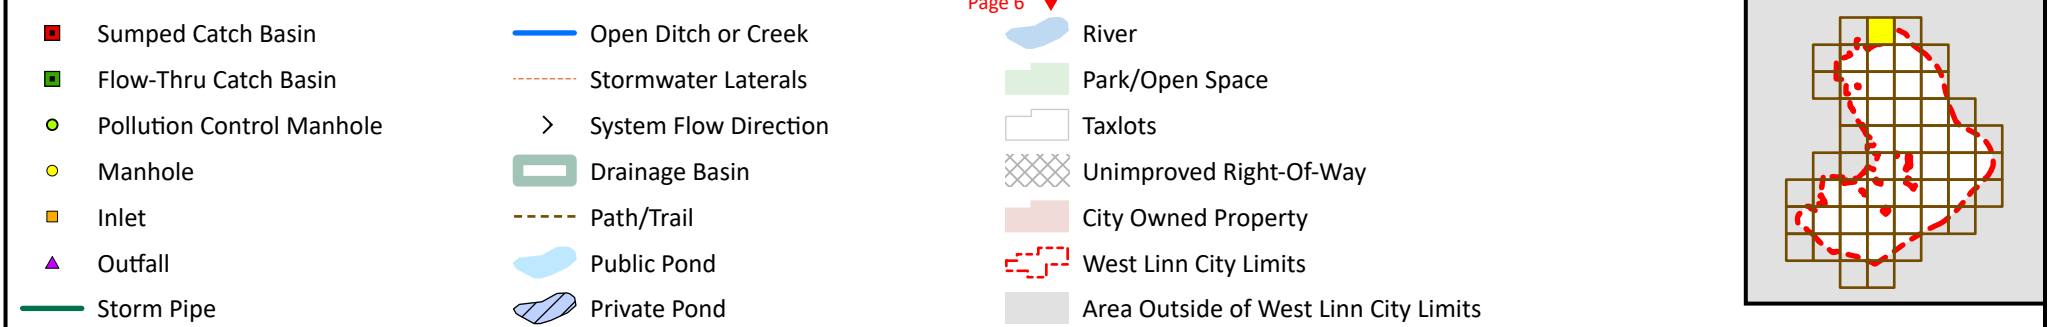 Page 6
Sumped Catch Basin
Flow-Thru Catch Basin
Pollution Control Manhole
Manhole
Inlet
Outfall
Storm Pipe
Open Ditch or Creek
Stormwater Laterals
System Flow Direction
Drainage Basin
Path/Trail
Public Pond
Private Pond
River
Park/Open Space
Taxlots
Unimproved Right-Of-Way
City Owned Property
West Linn City Limits
Area Outside of West Linn City Limits